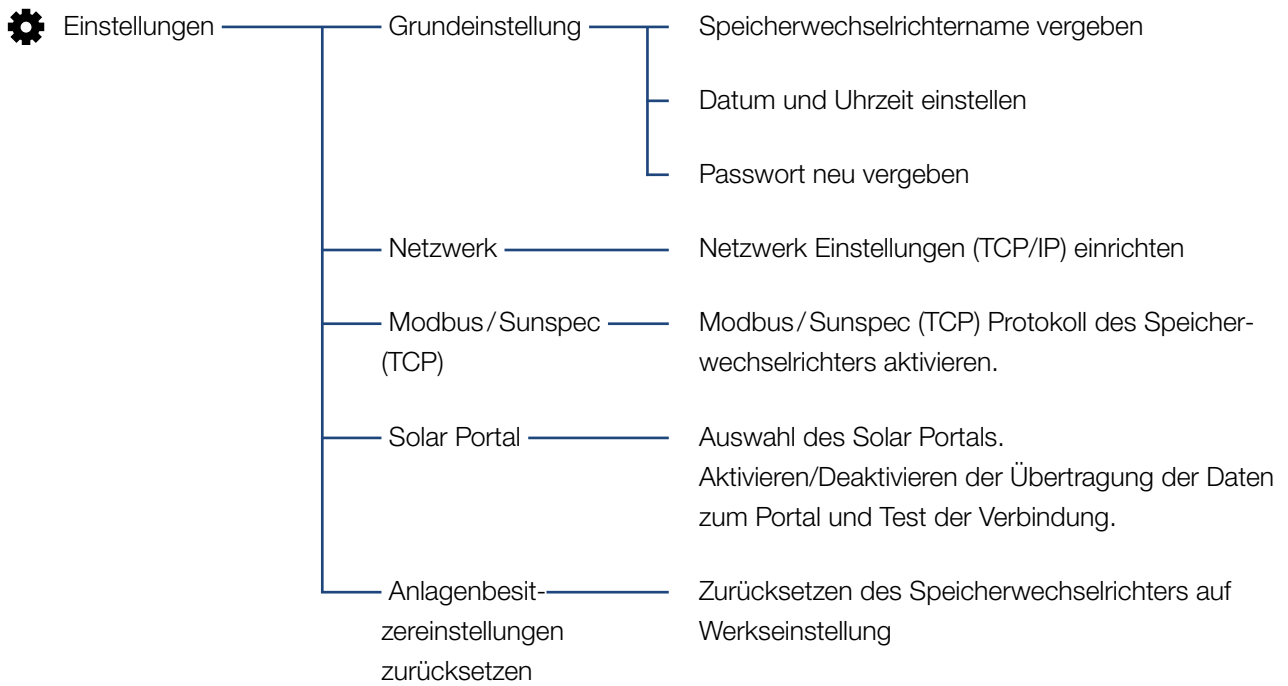 Einstellungen
Grundeinstellung
Speicherwechselrichtername vergeben
Datum und Uhrzeit einstellen
Passwort neu vergeben
Netzwerk
Netzwerk Einstellungen (TCP/IP) einrichten
Modbus/Sunspec
(TCP)
Modbus/Sunspec (TCP) Protokoll des Speicher-
wechselrichters aktivieren.
Solar Portal
Auswahl des Solar Portals.
Aktivieren/Deaktivieren der Übertragung der Daten
zum Portal und Test der Verbindung.
Anlagenbesit-
zereinstellungen
zurücksetzen
Zurücksetzen des Speicherwechselrichters auf
Werkseinstellung